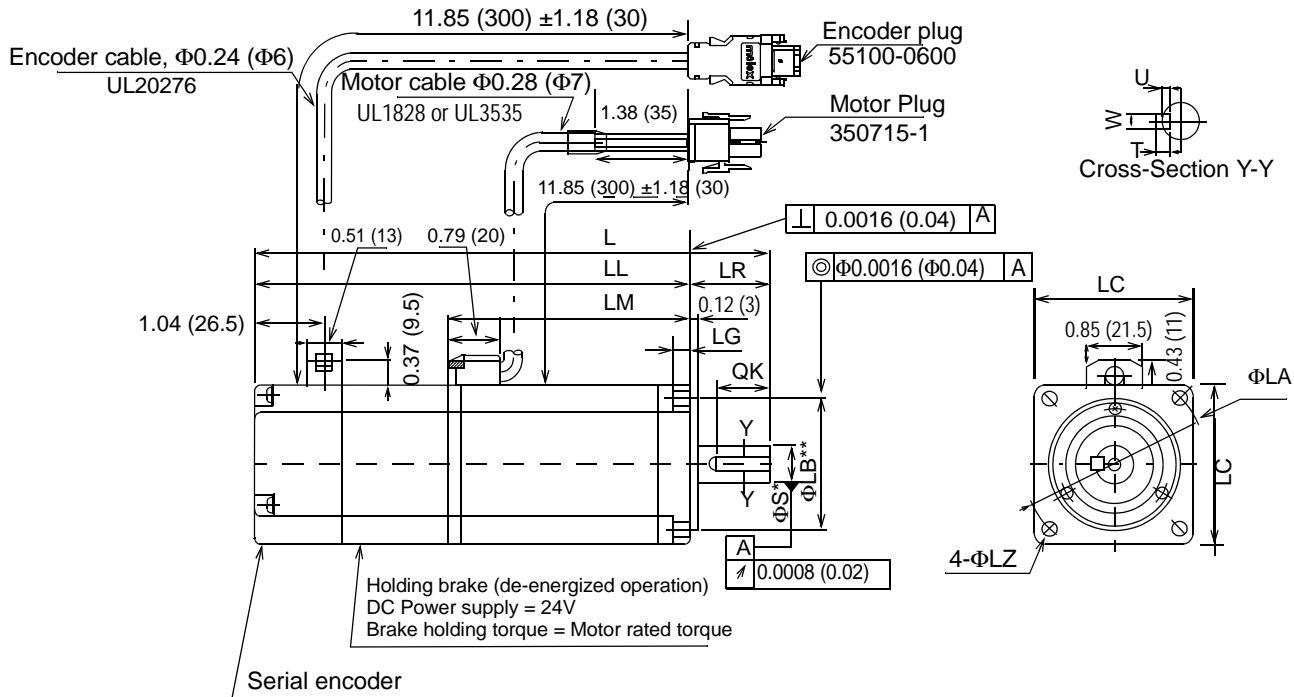 11.85 (300) ±1.18 (30)
Encoder cable, Φ0.24 (Φ6)
UL20276
Encoder plug
55100-0600
molex
Motor cable Φ0.28 (Φ7)
UL1828 or UL3535
1.38 (35)
Motor Plug
350715-1
U
W
T
Cross-Section Y-Y
11.85 (300) ±1.18 (30)
⊥ 0.0016 (0.04) A
0.51 (13)
0.79 (20)
L
◎ Φ0.0016 (Φ0.04) A
LL
LR
LC
LM
0.12 (3)
1.04 (26.5)
0.37 (9.5)
LG
0.85 (21.5)
0.43 (11)
QK
ΦLA
Y
Y
ΦS*
ΦLB**
LC
A
↗ 0.0008 (0.02)
4-ΦLZ
Holding brake (de-energized operation)
DC Power supply = 24V
Brake holding torque = Motor rated torque
Serial encoder